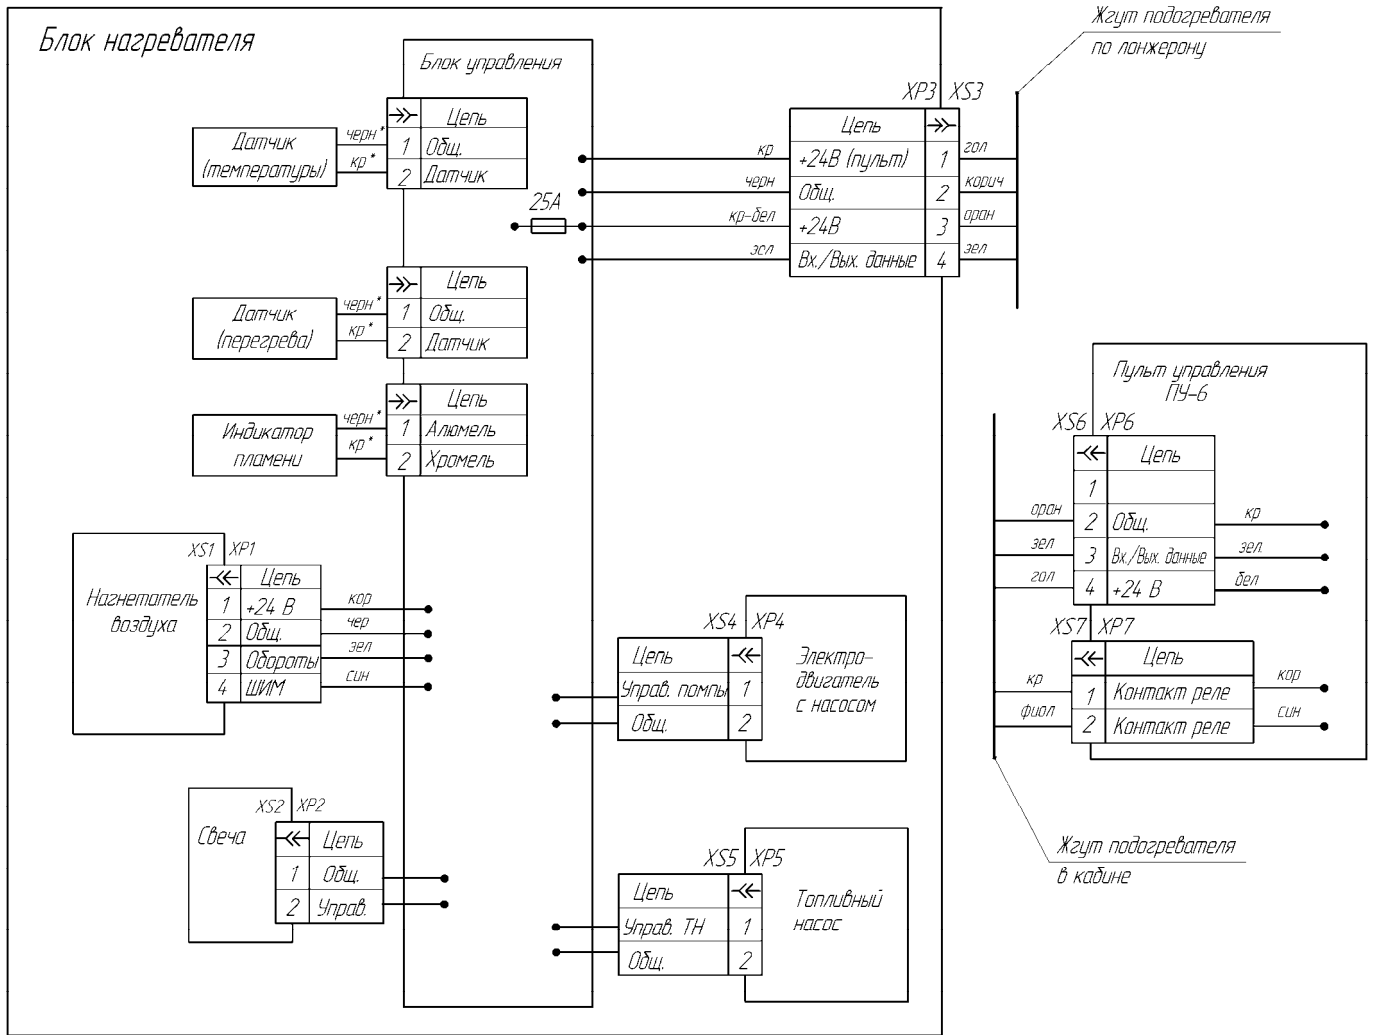 Блок нагревателя
Блок управления
Цепь
1 Общ.
2 Датчик
Датчик
(температуры)
черн*
кр*
25А
Цепь
1 Общ.
2 Датчик
Датчик
(перегрева)
черн*
кр*
Цепь
1 Алюмель
2 Хромель
Индикатор
пламени
черн*
кр*
XS1 XP1
Нагнетатель
воздуха
Цепь
1 +24 В кор
2 Общ. чер
3 Обороты зел
4 ШИМ син
XS2 XP2
Свеча
Цепь
1 Общ.
2 Управ.
XP3 XS3
Цепь
кр +24В (пульт) 1 гол
черн Общ. 2 корич
кр-бел +24В 3 оран
зел Вх./Вых. данные 4 зел
Жгут подогревателя
по лонжерону
XS4 XP4
Цепь
Управ. помпы 1
Общ. 2
Электро-
двигатель
с насосом
XS5 XP5
Цепь
Управ. ТН 1
Общ. 2
Топливный
насос
Пульт управления
ПУ-6
XS6 XP6
Цепь
1
оран 2 Общ. кр
зел 3 Вх./Вых. данные зел.
гол 4 +24 В бел
XS7 XP7
Цепь
кр 1 Контакт реле кор
фиол 2 Контакт реле син
Жгут подогревателя
в кабине